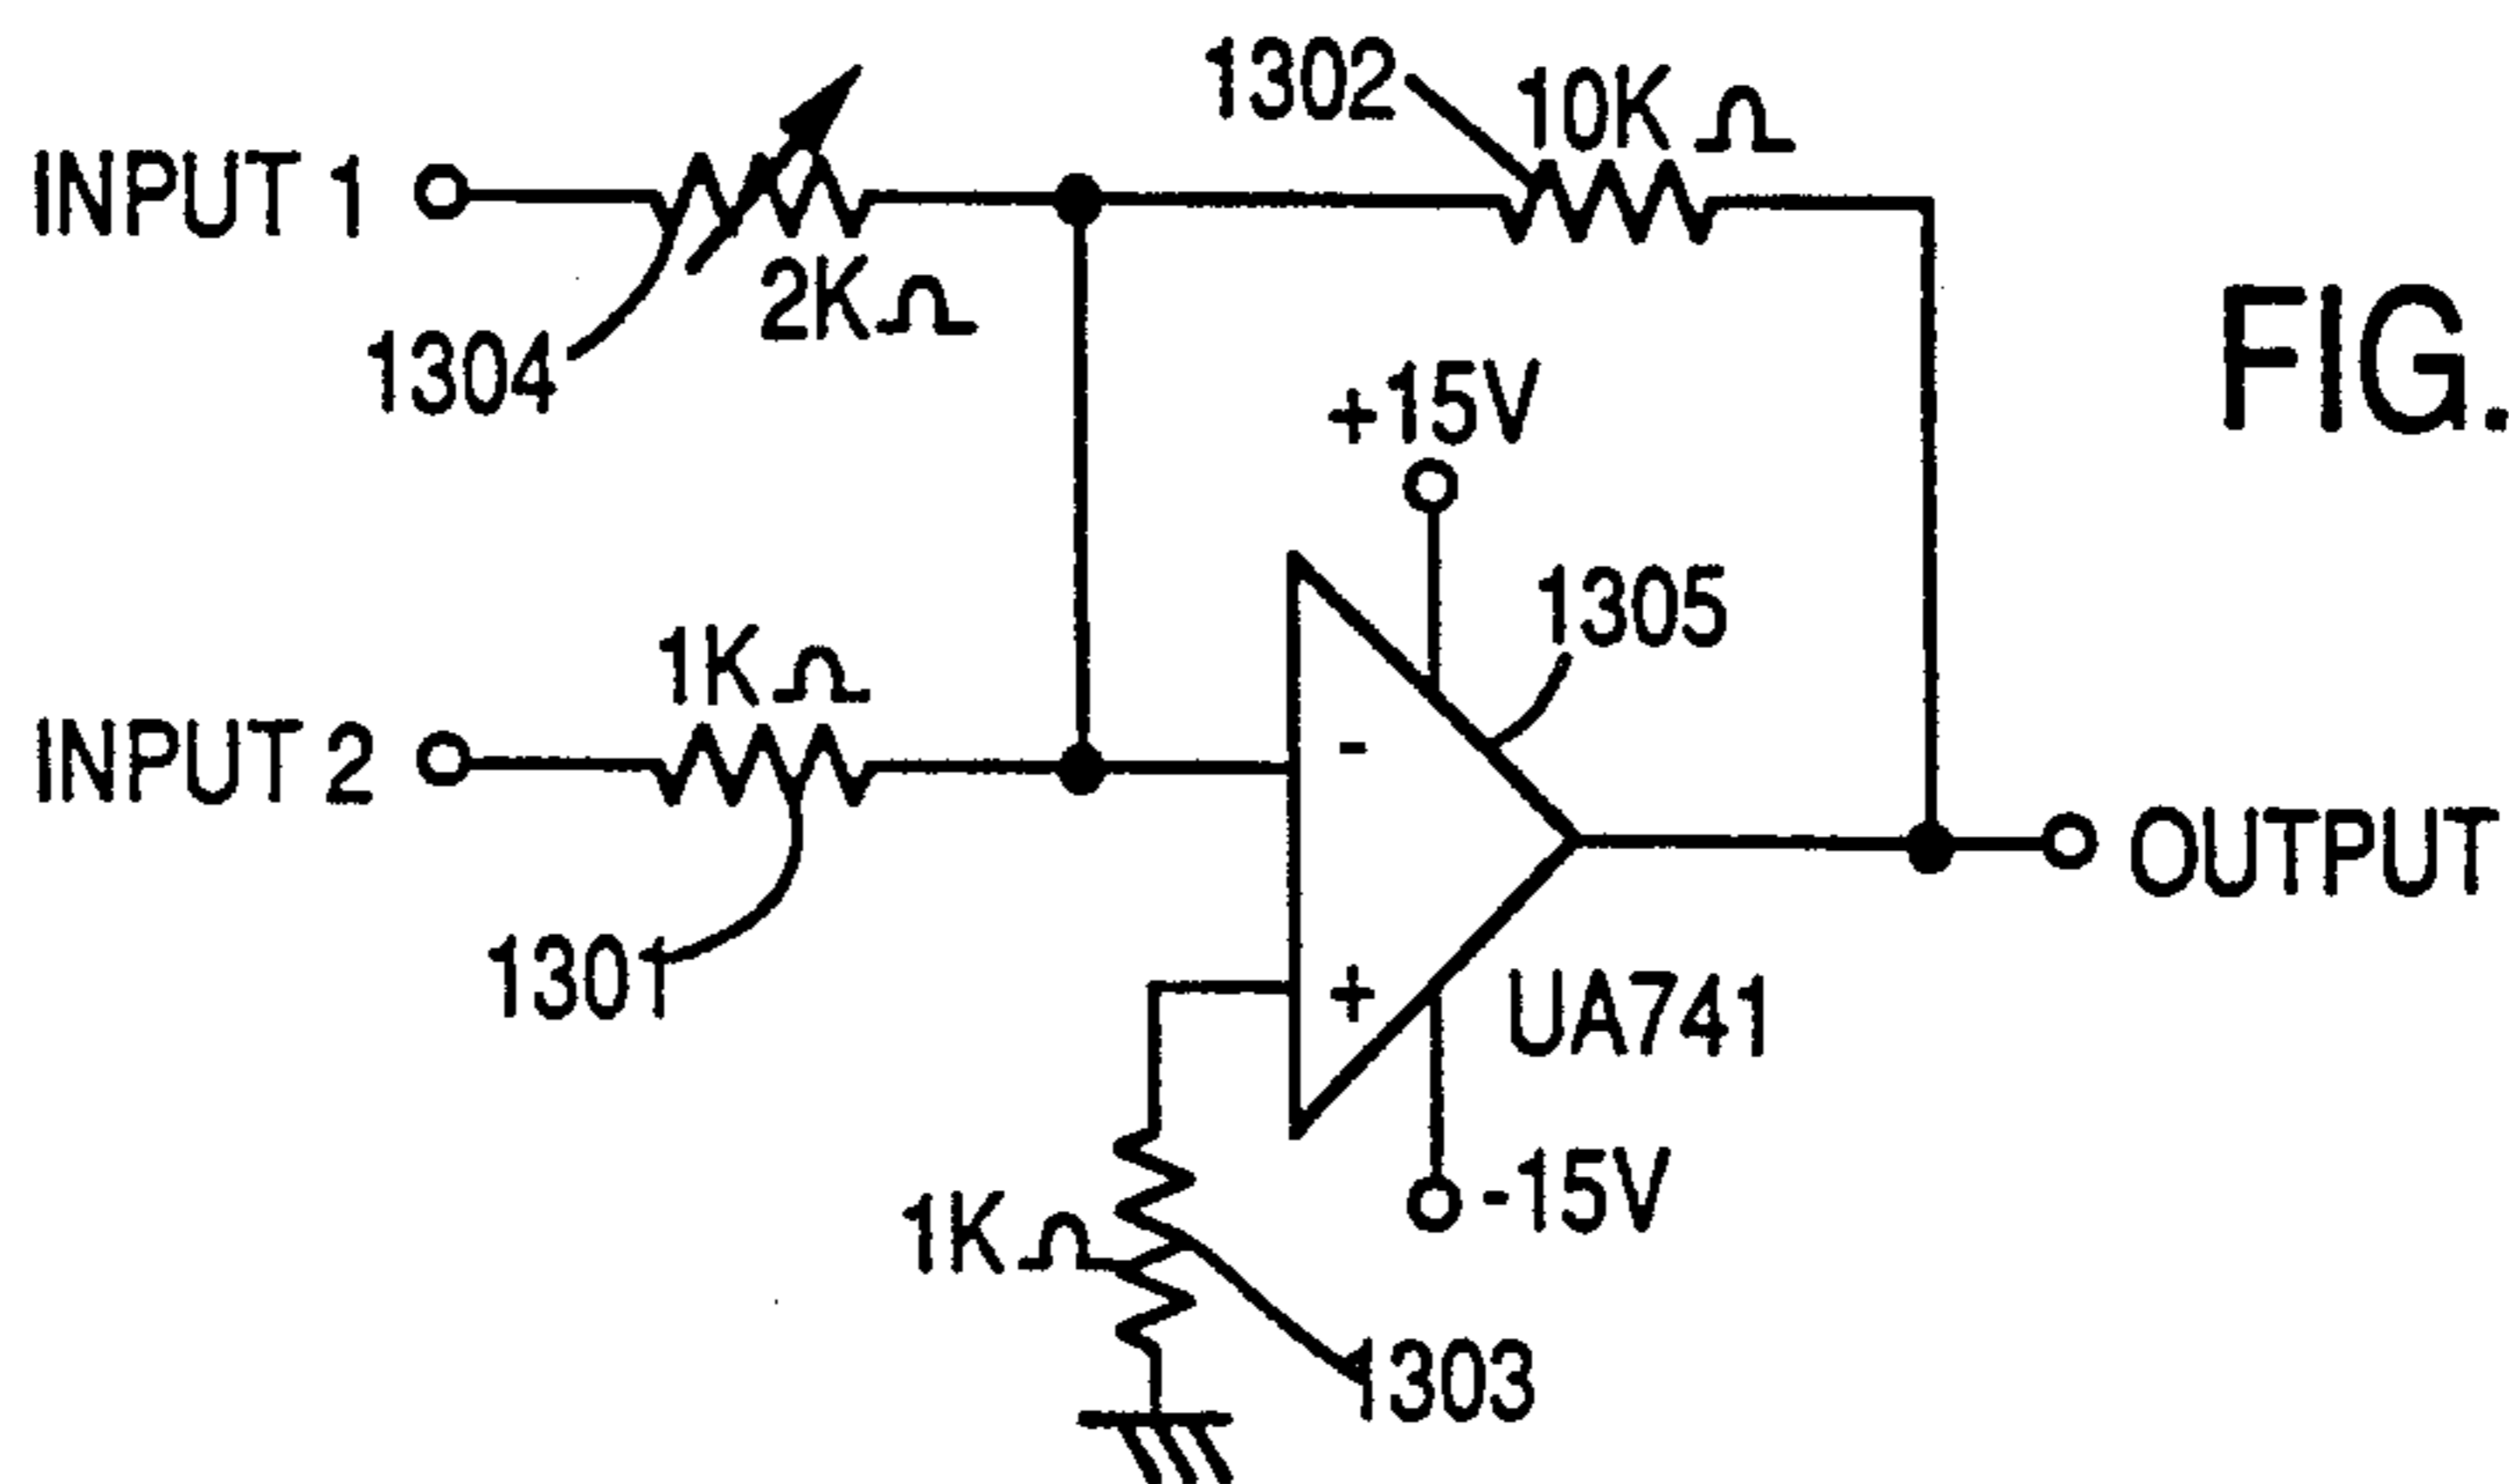 1302
10KΩ
INPUT 1
2KΩ
1304
FIG.
+15V
1305
1KΩ
INPUT 2
-
OUTPUT
1301
+
UA741
-15V
1KΩ
1303